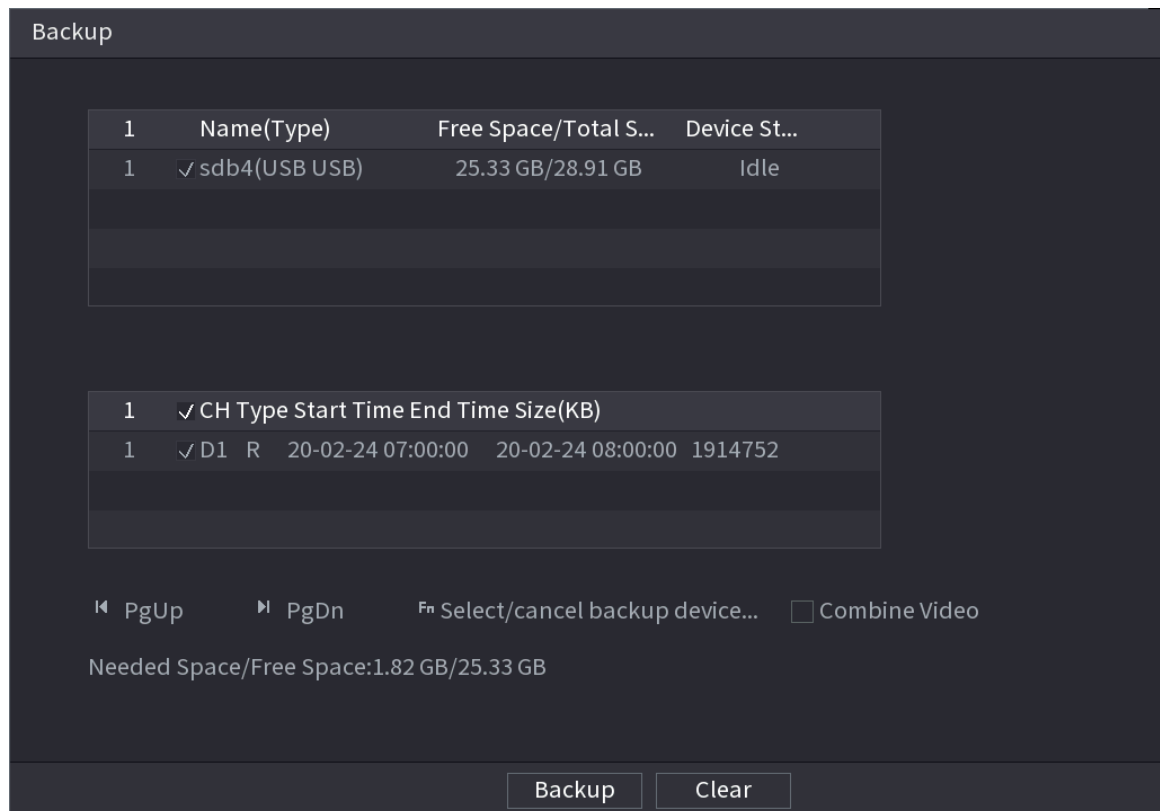 Backup
1 Name(Type) Free Space/Total S... Device St...
1 sdb4(USB USB) 25.33 GB/28.91 GB Idle
1 CH Type Start Time End Time Size(KB)
1 D1 R 20-02-24 07:00:00 20-02-24 08:00:00 1914752
PgUp PgDn Fn Select/cancel backup device... Combine Video
Needed Space/Free Space:1.82 GB/25.33 GB
Backup Clear